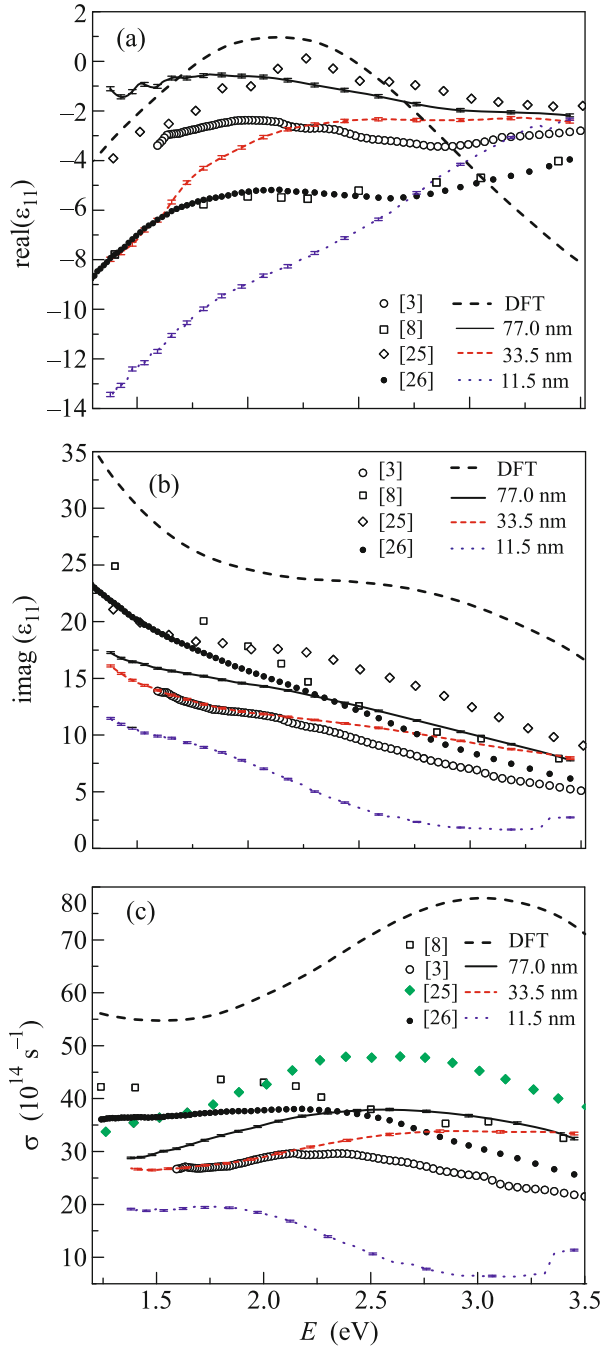 (a)
2
0
−2
−4
−6
−8
−10
−12
−14
real(ε11)
[3]
[8]
[25]
[26]
DFT
77.0 nm
33.5 nm
11.5 nm
(b)
35
30
25
20
15
10
5
0
imag (ε11)
[3]
[8]
[25]
[26]
DFT
77.0 nm
33.5 nm
11.5 nm
(c)
80
70
60
50
40
30
20
10
σ (10^14 s^−1)
[8]
[3]
[25]
[26]
DFT
77.0 nm
33.5 nm
11.5 nm
1.5 2.0 2.5 3.0 3.5
E (eV)